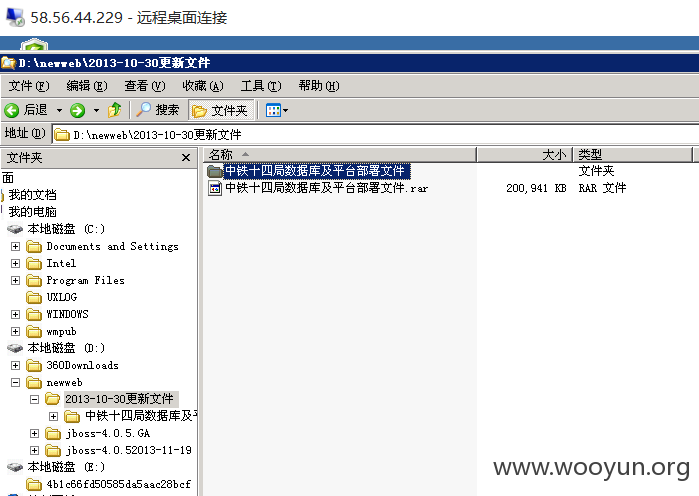 58.56.44.229 - 远程桌面连接
D:\newweb\2013-10-30更新文件
文件(F) 编辑(E) 查看(V) 收藏(A) 工具(T) 帮助(H)
后退 搜索 文件夹
地址(D) D:\newweb\2013-10-30更新文件
文件夹 名称 大小 类型
面 中铁十四局数据库及平台部署文件 文件夹
我的文档 中铁十四局数据库及平台部署文件.rar 200,941 KB RAR 文件
我的电脑
本地磁盘 (C:)
Documents and Settings
Intel
Program Files
UXLOG
WINDOWS
wmpub
本地磁盘 (D:)
360Downloads
newweb
2013-10-30更新文件
中铁十四局数据库及
jboss-4.0.5.GA
jboss-4.0.52013-11-19
本地磁盘 (E:)
4b1c66fd50585da5aac28bcf
www.wooyun.org